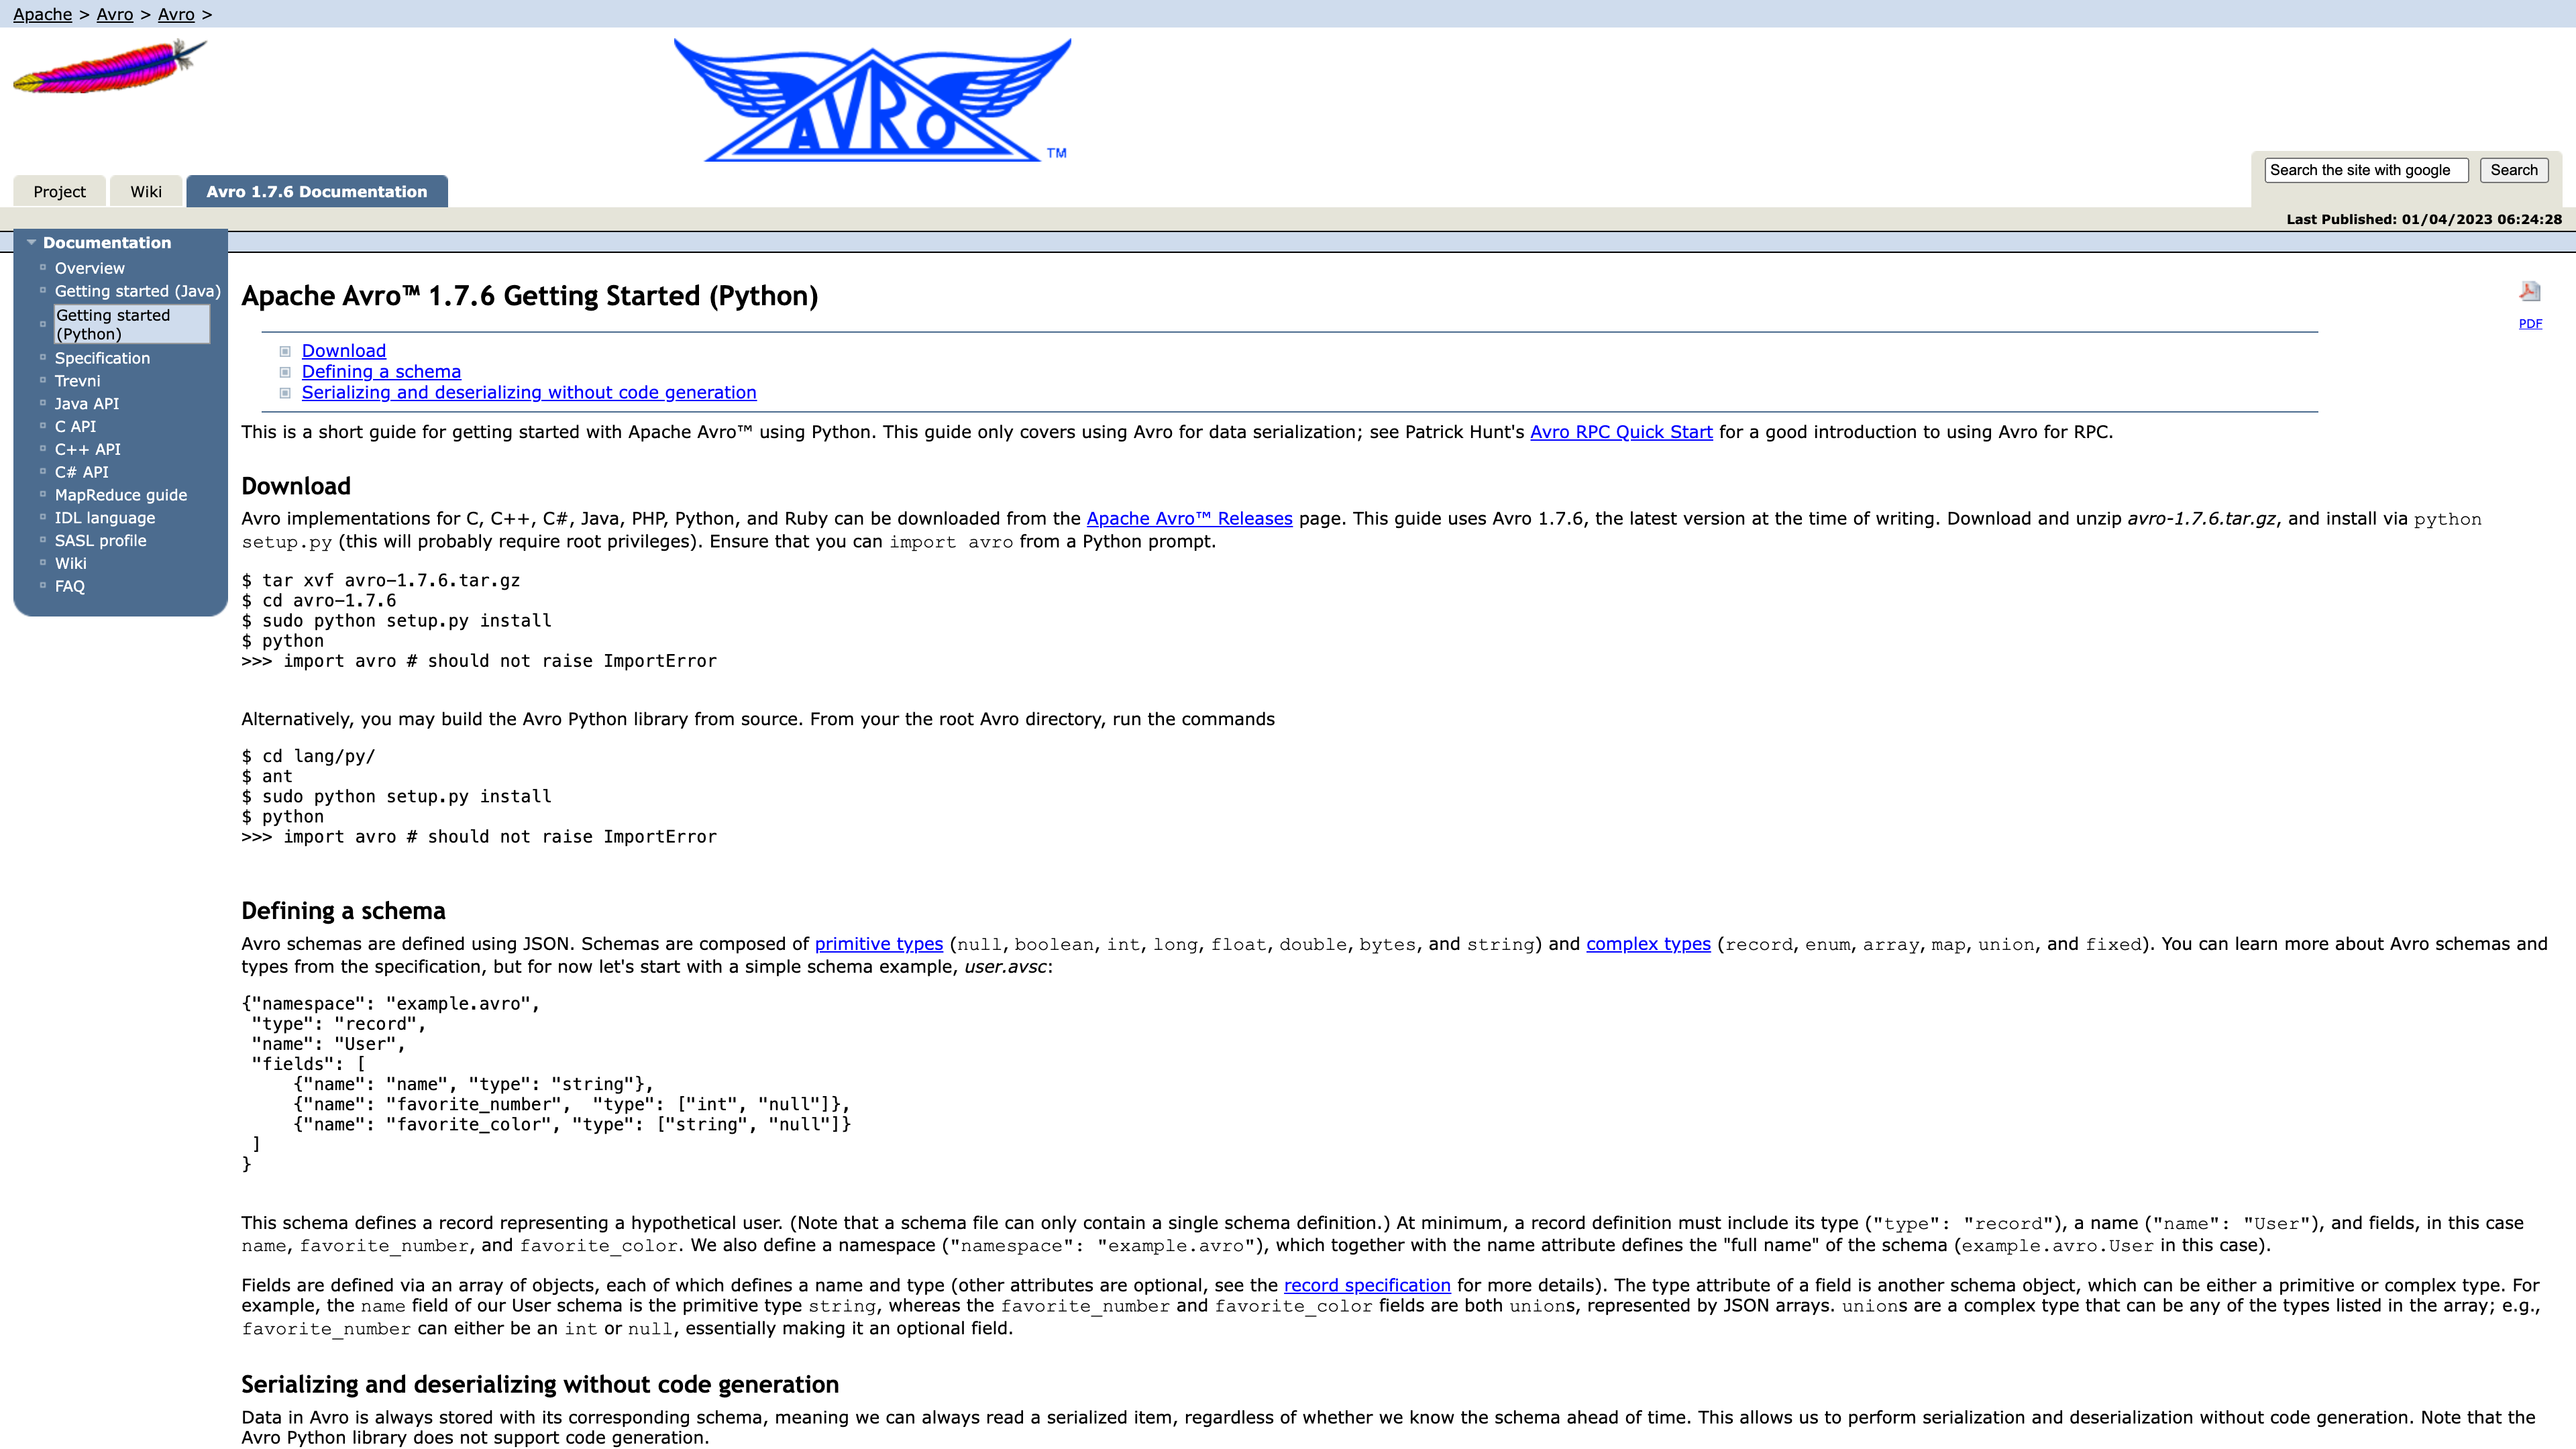 Apache > Avro > Avro >
AVRO
TM
Search the site with google Search
Project Wiki Avro 1.7.6 Documentation
Last Published: 01/04/2023 06:24:28
Documentation
Overview
Getting started (Java)
Getting started
(Python)
Specification
Trevni
Java API
C API
C++ API
C# API
MapReduce guide
IDL language
SASL profile
Wiki
FAQ
Apache Avro™ 1.7.6 Getting Started (Python)
PDF
Download
Defining a schema
Serializing and deserializing without code generation
This is a short guide for getting started with Apache Avro™ using Python. This guide only covers using Avro for data serialization; see Patrick Hunt's Avro RPC Quick Start for a good introduction to using Avro for RPC.
Download
Avro implementations for C, C++, C#, Java, PHP, Python, and Ruby can be downloaded from the Apache Avro™ Releases page. This guide uses Avro 1.7.6, the latest version at the time of writing. Download and unzip avro-1.7.6.tar.gz, and install via python
setup.py (this will probably require root privileges). Ensure that you can import avro from a Python prompt.
$ tar xvf avro-1.7.6.tar.gz
$ cd avro-1.7.6
$ sudo python setup.py install
$ python
>>> import avro # should not raise ImportError
Alternatively, you may build the Avro Python library from source. From your the root Avro directory, run the commands
$ cd lang/py/
$ ant
$ sudo python setup.py install
$ python
>>> import avro # should not raise ImportError
Defining a schema
Avro schemas are defined using JSON. Schemas are composed of primitive types (null, boolean, int, long, float, double, bytes, and string) and complex types (record, enum, array, map, union, and fixed). You can learn more about Avro schemas and
types from the specification, but for now let's start with a simple schema example, user.avsc:
{"namespace": "example.avro",
 "type": "record",
 "name": "User",
 "fields": [
     {"name": "name", "type": "string"},
     {"name": "favorite_number",  "type": ["int", "null"]},
     {"name": "favorite_color", "type": ["string", "null"]}
 ]
}
This schema defines a record representing a hypothetical user. (Note that a schema file can only contain a single schema definition.) At minimum, a record definition must include its type ("type": "record"), a name ("name": "User"), and fields, in this case
name, favorite_number, and favorite_color. We also define a namespace ("namespace": "example.avro"), which together with the name attribute defines the "full name" of the schema (example.avro.User in this case).
Fields are defined via an array of objects, each of which defines a name and type (other attributes are optional, see the record specification for more details). The type attribute of a field is another schema object, which can be either a primitive or complex type. For
example, the name field of our User schema is the primitive type string, whereas the favorite_number and favorite_color fields are both unions, represented by JSON arrays. unions are a complex type that can be any of the types listed in the array; e.g.,
favorite_number can either be an int or null, essentially making it an optional field.
Serializing and deserializing without code generation
Data in Avro is always stored with its corresponding schema, meaning we can always read a serialized item, regardless of whether we know the schema ahead of time. This allows us to perform serialization and deserialization without code generation. Note that the
Avro Python library does not support code generation.